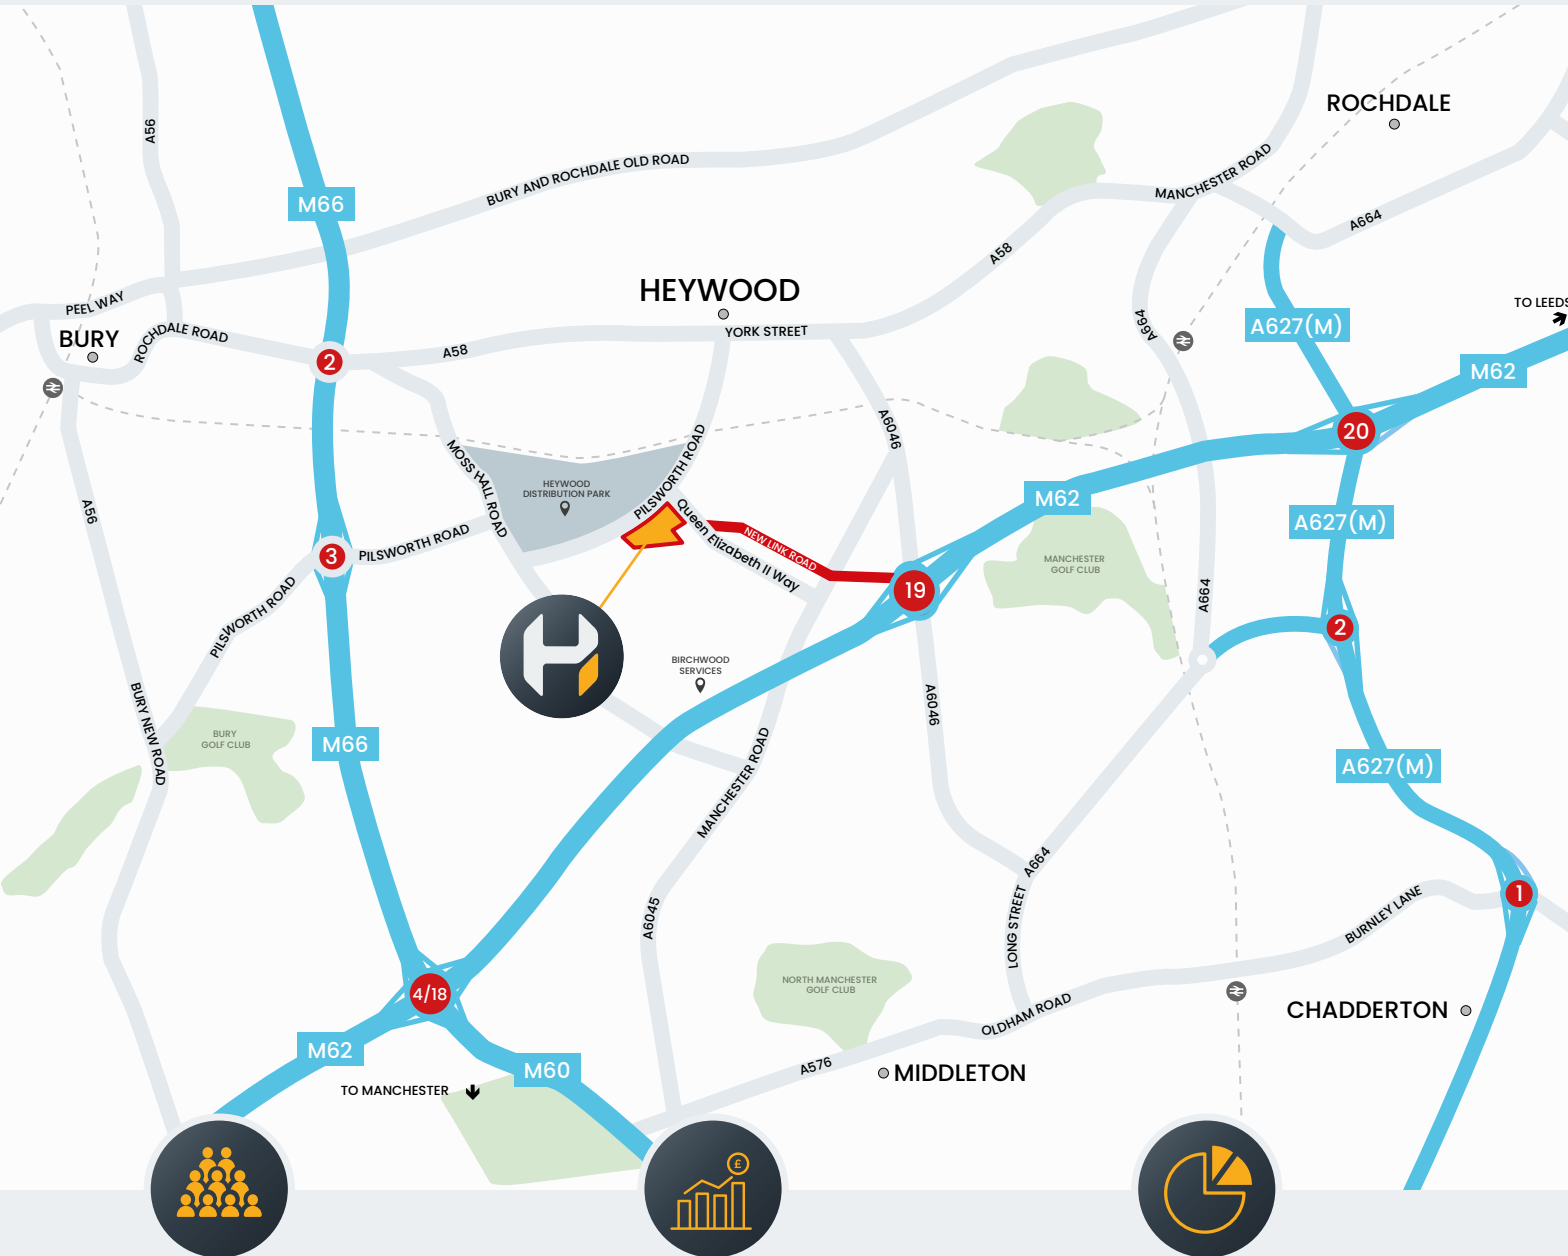 ROCHDALE
A56
MANCHESTER ROAD
BURY AND ROCHDALE OLD ROAD
M66
A664
A58
HEYWOOD
PEEL WAY
TO LEEDS
BURY
ROCHDALE ROAD
YORK STREET
A664
A627(M)
2
A58
M62
A6046
20
MOSS HALL ROAD
PILSWORTH ROAD
HEYWOOD
DISTRIBUTION PARK
M62
A56
Queen Elizabeth II Way
A627(M)
3
PILSWORTH ROAD
NEW LINK ROAD
MANCHESTER
GOLF CLUB
19
PILSWORTH ROAD
A664
2
BIRCHWOOD
SERVICES
A6046
BURY NEW ROAD
BURY
GOLF CLUB
M66
A627(M)
MANCHESTER ROAD
A664
1
A6045
LONG STREET
BURNLEY LANE
NORTH MANCHESTER
GOLF CLUB
4/18
OLDHAM ROAD
CHADDERTON
M62
M60
A576
MIDDLETON
TO MANCHESTER
£